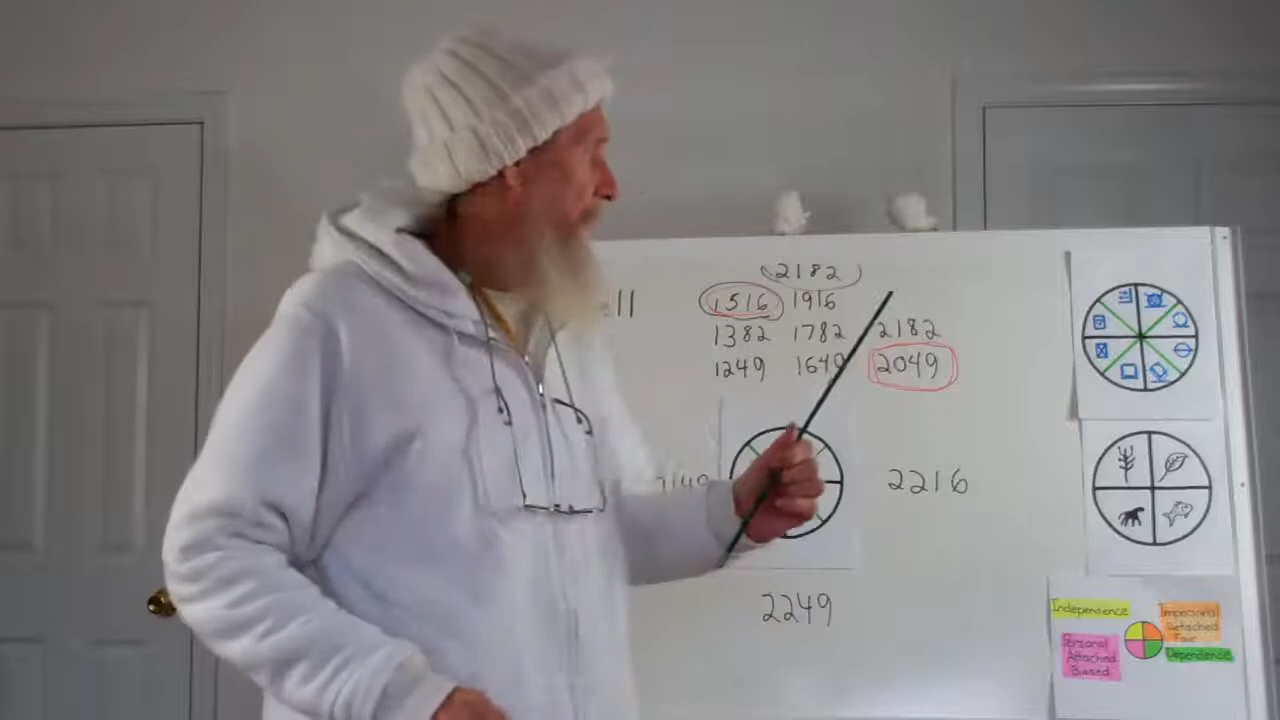 2182
1516 1916
1382 1782 2182
1249 1649 2049
2216
2249
Independence
Impersonal
Detached
Fair
Personal
Attached
Biased
Dependence